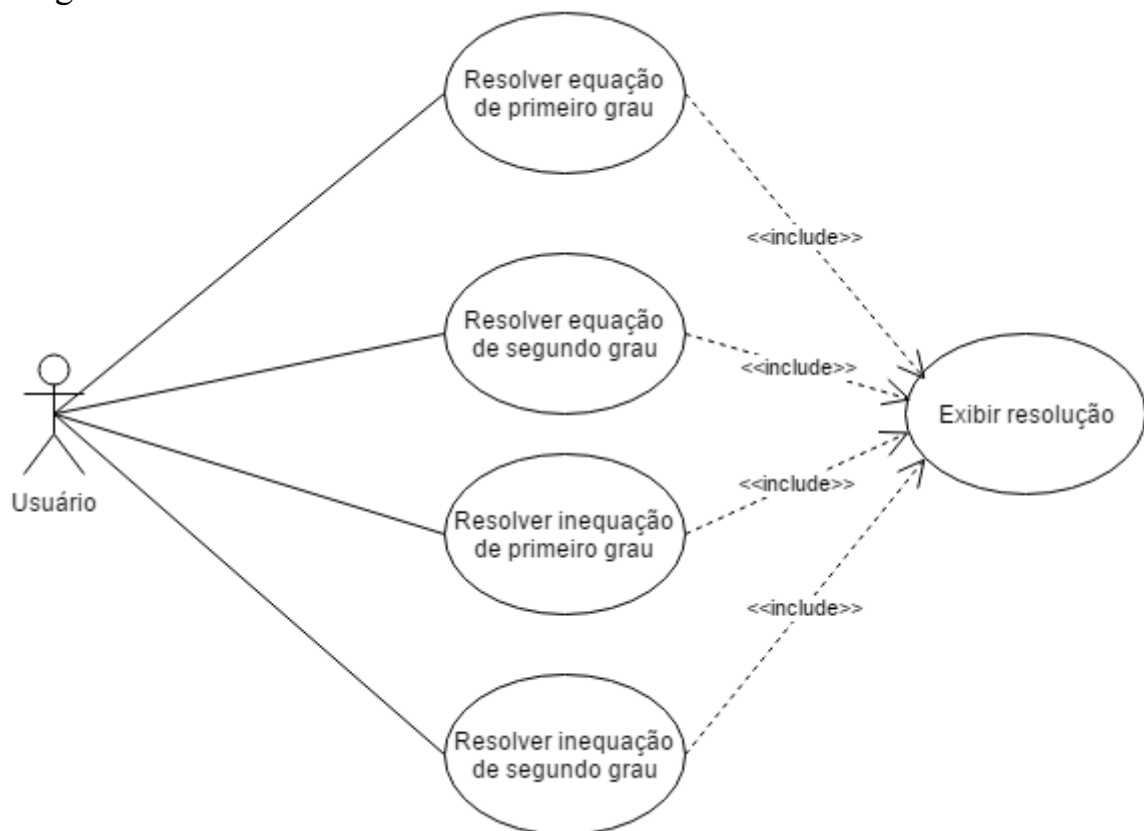 Resolver equação
de primeiro grau
<<include>>
Resolver equação
de segundo grau
<<include>>
Exibir resolução
Usuário
Resolver inequação
de primeiro grau
<<include>>
<<include>>
Resolver inequação
de segundo grau